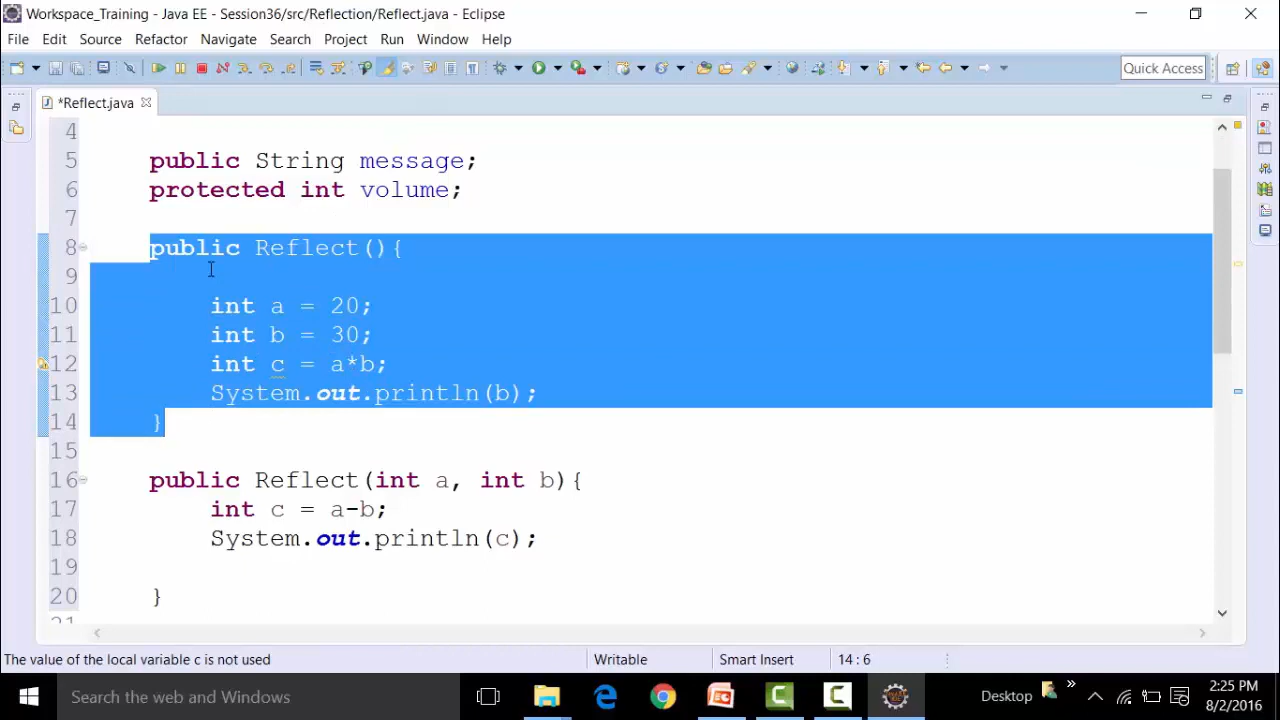 Workspace_Training - Java EE - Session36/src/Reflection/Reflect.java - Eclipse
File Edit Source Refactor Navigate Search Project Run Window Help
Quick Access
*Reflect.java
4
5 public String message;
6 protected int volume;
7
8 public Reflect(){
9
10 int a = 20;
11 int b = 30;
12 int c = a*b;
13 System.out.println(b);
14 }
15
16 public Reflect(int a, int b){
17 int c = a-b;
18 System.out.println(c);
19
20 }
21
The value of the local variable c is not used Writable Smart Insert 14 : 6
Search the web and Windows
Desktop
2:25 PM
8/2/2016